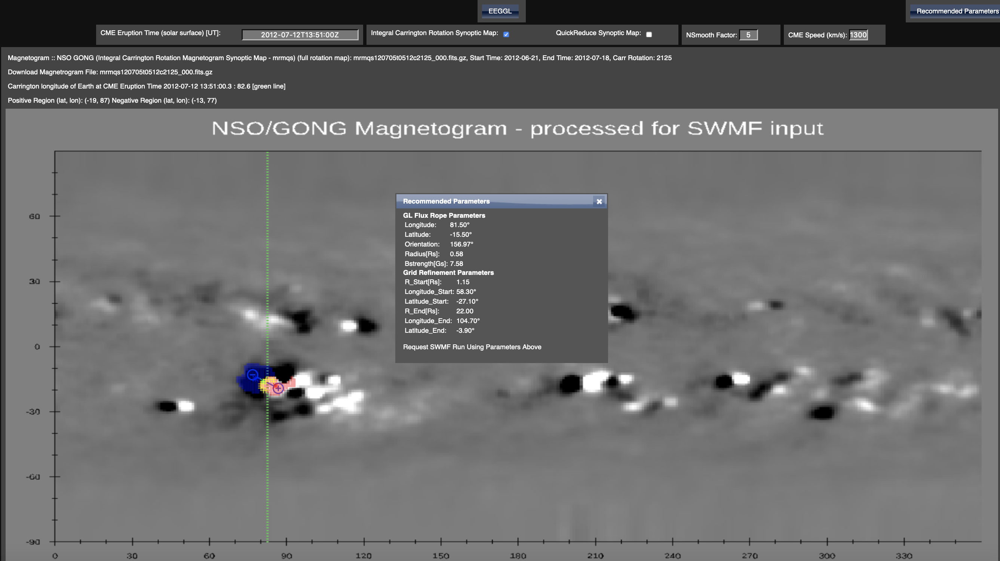 EEGGL
Recommended Parameters
CME Eruption Time (solar surface) [UT]: 2012-07-12T13:51:00Z Integral Carrington Rotation Synoptic Map: QuickReduce Synoptic Map: NSmooth Factor: 5 CME Speed (km/s): 1300
Magnetogram :: NSO GONG (Integral Carrington Rotation Magnetogram Synoptic Map - mrmqs) (full rotation map): mrmqs120705t0512c2125_000.fits.gz, Start Time: 2012-06-21, End Time: 2012-07-18, Carr Rotation: 2125
Download Magnetrogram File: mrmqs120705t0512c2125_000.fits.gz
Carrington longitude of Earth at CME Eruption Time 2012-07-12 13:51:00.3 : 82.6 [green line]
Positive Region (lat, lon): (-19, 87) Negative Region (lat, lon): (-13, 77)
NSO/GONG Magnetogram - processed for SWMF input
Recommended Parameters
GL Flux Rope Parameters
Longitude: 81.50°
Latitude: -15.50°
Orientation: 156.97°
Radius[Rs]: 0.58
Bstrength[Gs]: 7.58
Grid Refinement Parameters
R_Start[Rs]: 1.15
Longitude_Start: 58.30°
Latitude_Start: -27.10°
R_End[Rs]: 22.00
Longitude_End: 104.70°
Latitude_End: -3.90°
Request SWMF Run Using Parameters Above
60
30
0
-30
-60
-90
0 30 60 90 120 150 180 210 240 270 300 330